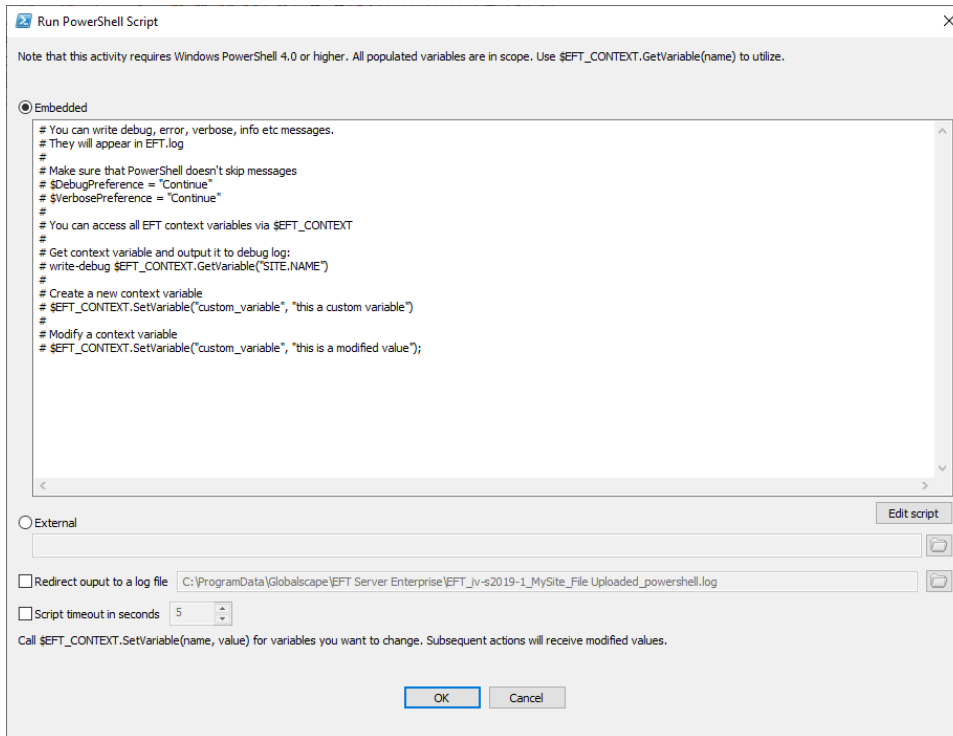 Run PowerShell Script
Note that this activity requires Windows PowerShell 4.0 or higher. All populated variables are in scope. Use $EFT_CONTEXT.GetVariable(name) to utilize.
Embedded
# You can write debug, error, verbose, info etc messages.
# They will appear in EFT.log
#
# Make sure that PowerShell doesn't skip messages
# $DebugPreference = "Continue"
# $VerbosePreference = "Continue"
#
# You can access all EFT context variables via $EFT_CONTEXT
#
# Get context variable and output it to debug log:
# write-debug $EFT_CONTEXT.GetVariable("SITE.NAME")
#
# Create a new context variable
# $EFT_CONTEXT.SetVariable("custom_variable", "this a custom variable")
#
# Modify a context variable
# $EFT_CONTEXT.SetVariable("custom_variable", "this is a modified value");
Edit script
External
Redirect ouput to a log file C:\ProgramData\Globalscape\EFT Server Enterprise\EFT_iv-s2019-1_MySite_File Uploaded_powershell.log
Script timeout in seconds 5
Call $EFT_CONTEXT.SetVariable(name, value) for variables you want to change. Subsequent actions will receive modified values.
OK Cancel